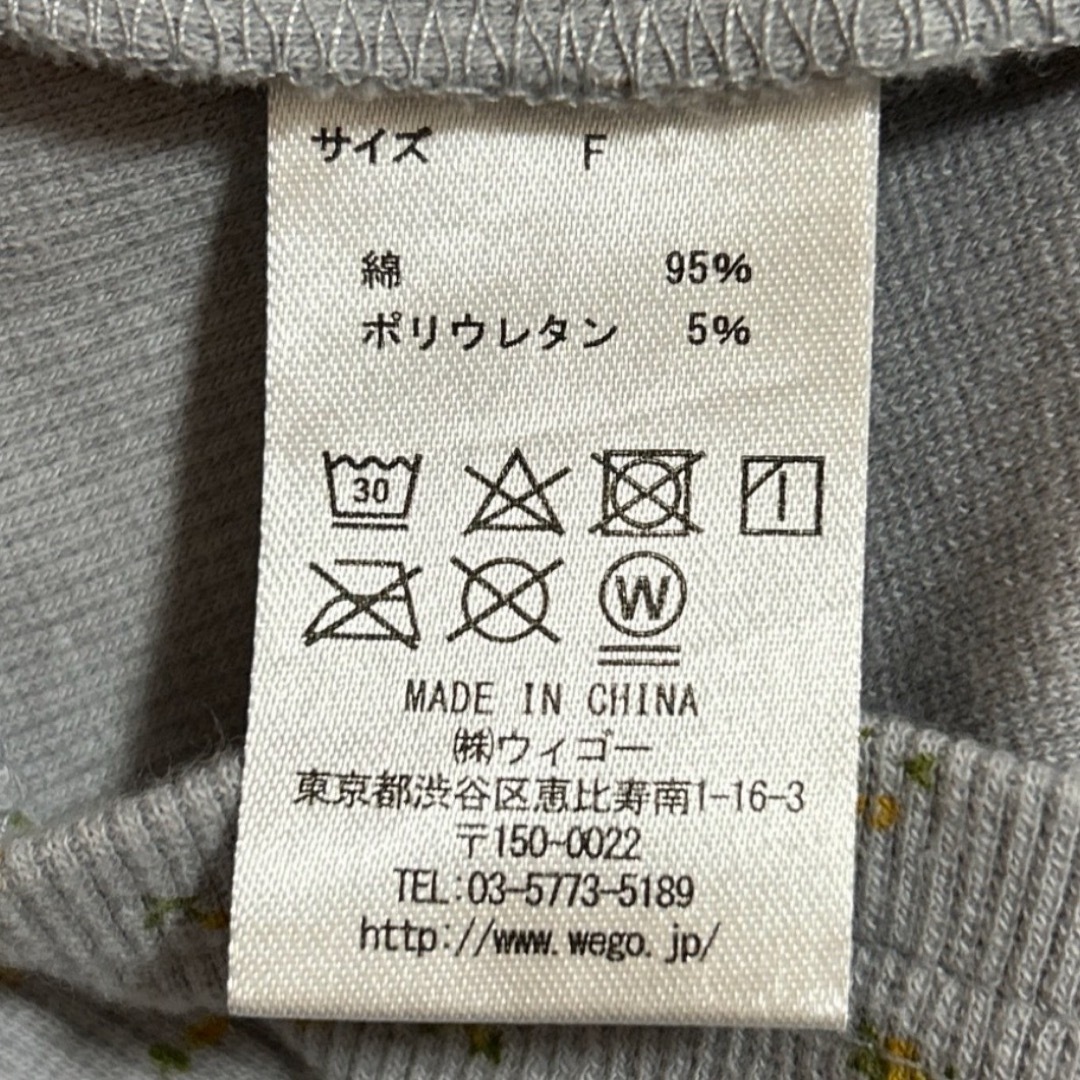 サイズ F
綿 95%
ポリウレタン 5%
30
W
MADE IN CHINA
㈱ウィゴー
東京都渋谷区恵比寿南1-16-3
〒150-0022
TEL:03-5773-5189
http://www.wego.jp/